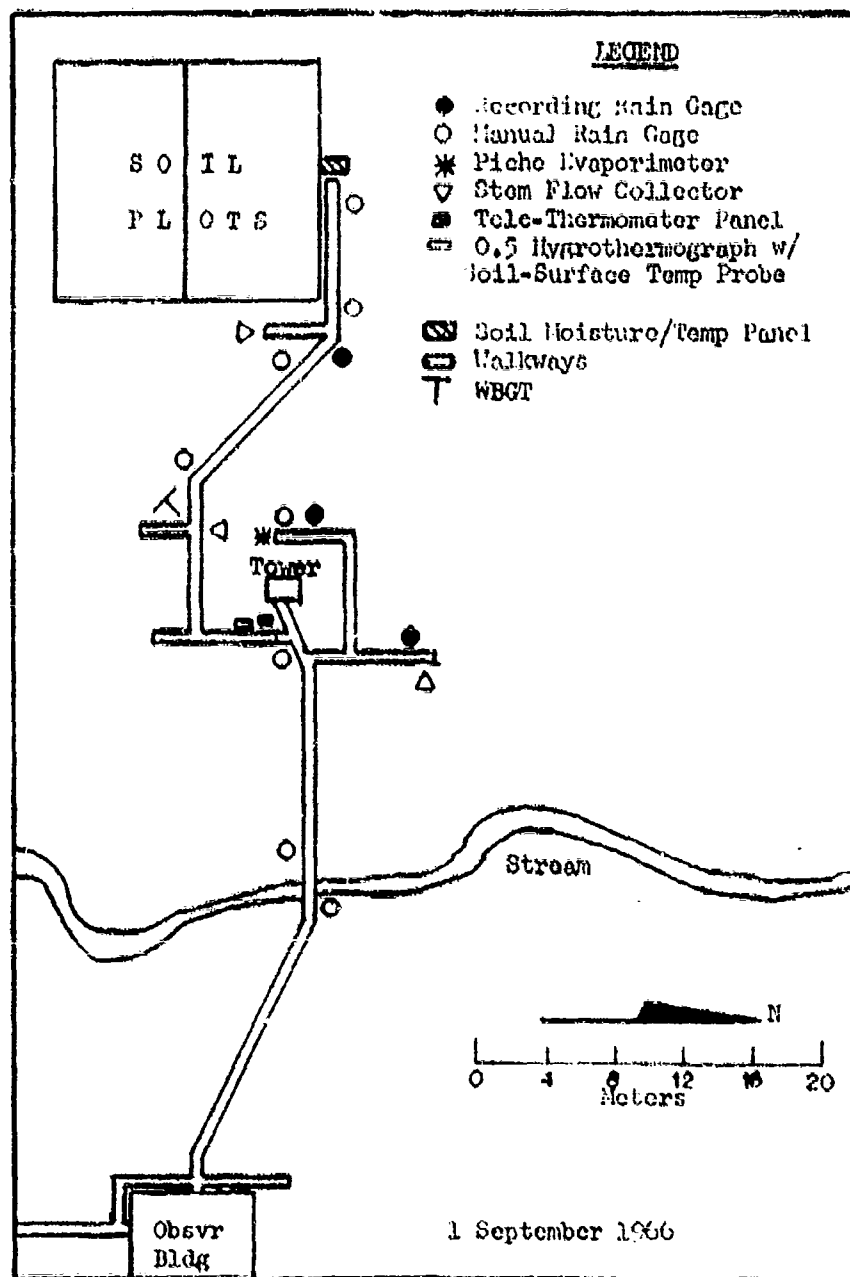 LEGEND
Recording Rain Gage
Manual Rain Gage
Piche Evaporimeter
Stem Flow Collector
Tele-Thermometer Panel
0.5 Hygrothermograph w/
Soil-Surface Temp Probe
Soil Moisture/Temp Panel
Walkways
WBGT
SOIL
PLOTS
Tower
Stream
N
0 4 8 12 16 20
Meters
Obsvr
Bldg
1 September 1966